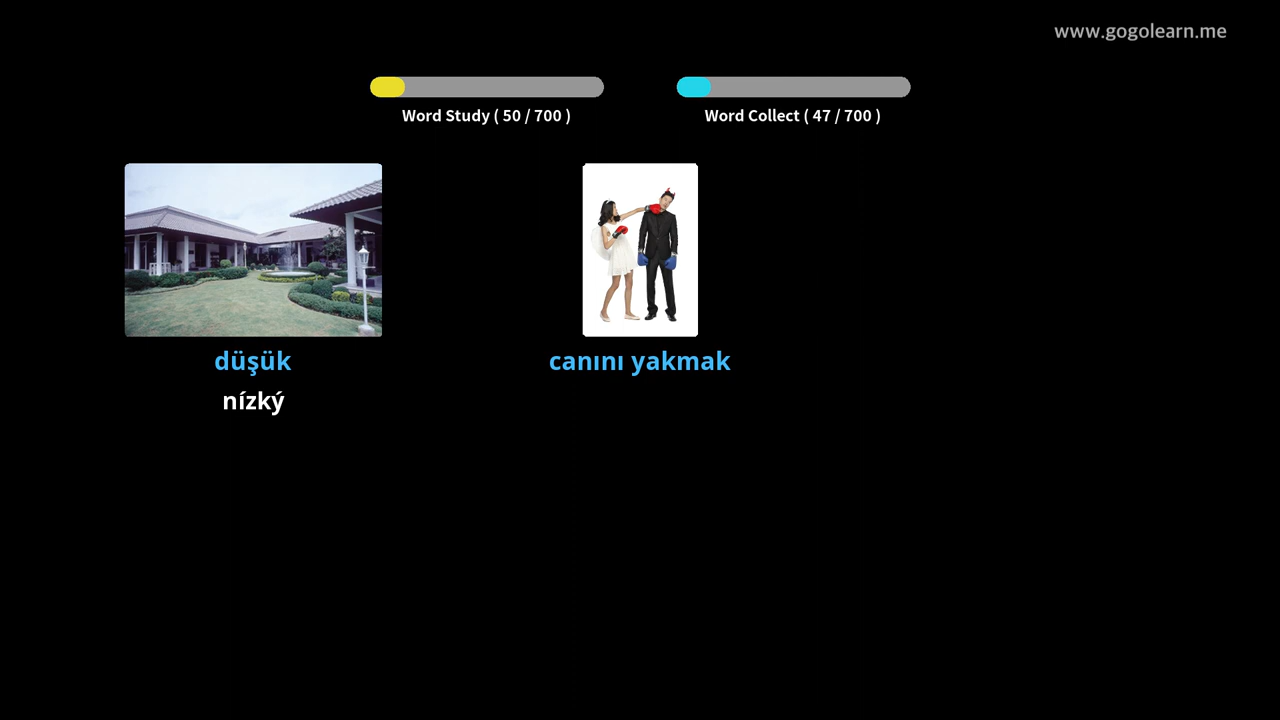 www.gogolearn.me
Word Study ( 50 / 700 )
Word Collect ( 47 / 700 )
düşük
canını yakmak
nízký